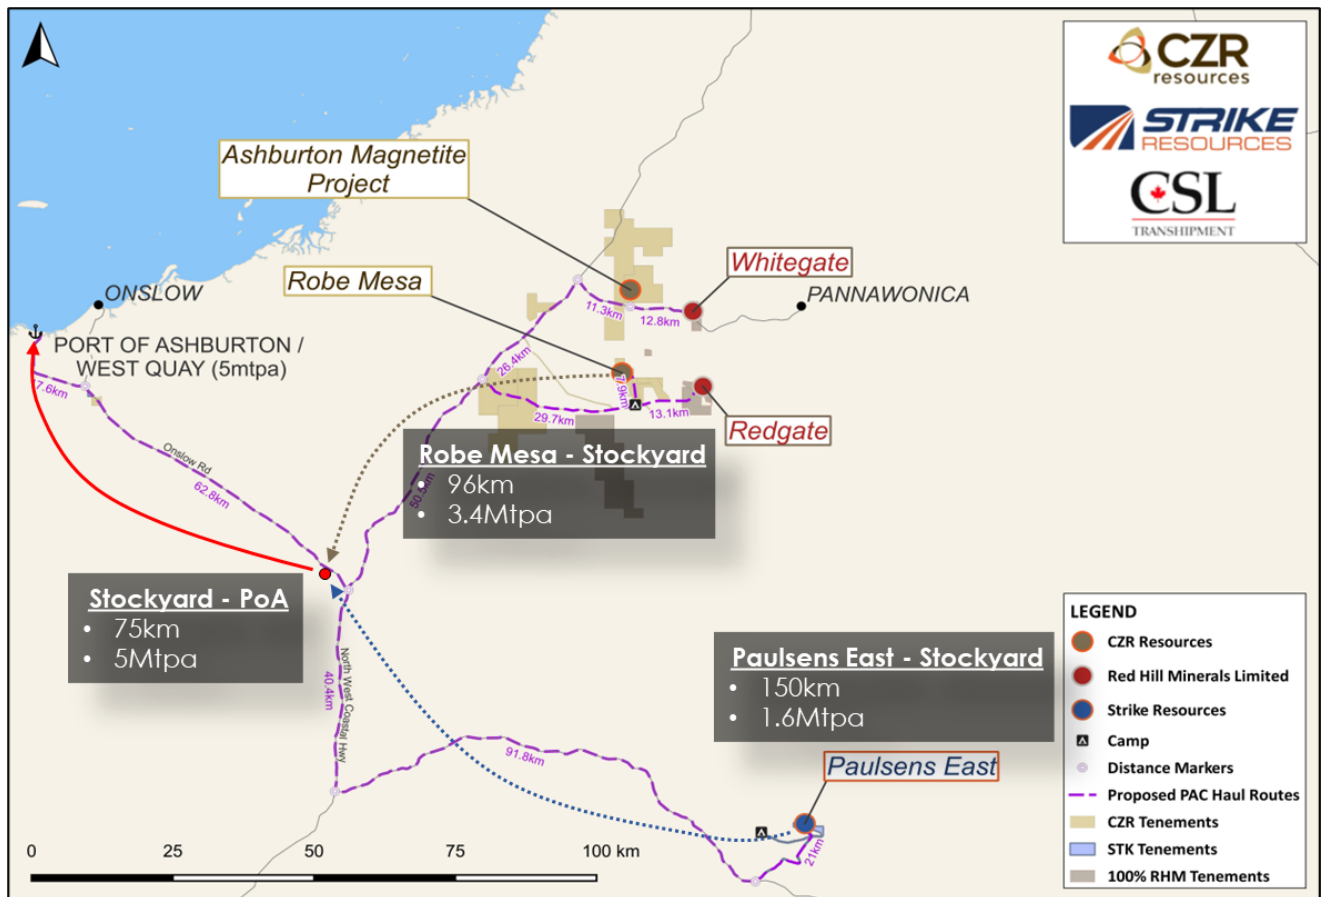 CZR
resources
STRIKE
RESOURCES
CSL
TRANSHIPMENT
Ashburton Magnetite
Project
Robe Mesa
Whitegate
ONSLOW
PANNAWONICA
11.3km
12.8km
PORT OF ASHBURTON /
WEST QUAY (5mtpa)
26.4km
7.9km
7.6km
29.7km
13.1km
Redgate
Onslow Rd
62.8km
Robe Mesa - Stockyard
• 96km
• 3.4Mtpa
Stockyard - PoA
• 75km
• 5Mtpa
North West Coastal Hwy
40.4km
Paulsens East - Stockyard
• 150km
• 1.6Mtpa
91.8km
Paulsens East
21km
0 25 50 75 100 km
LEGEND
CZR Resources
Red Hill Minerals Limited
Strike Resources
Camp
Distance Markers
Proposed PAC Haul Routes
CZR Tenements
STK Tenements
100% RHM Tenements